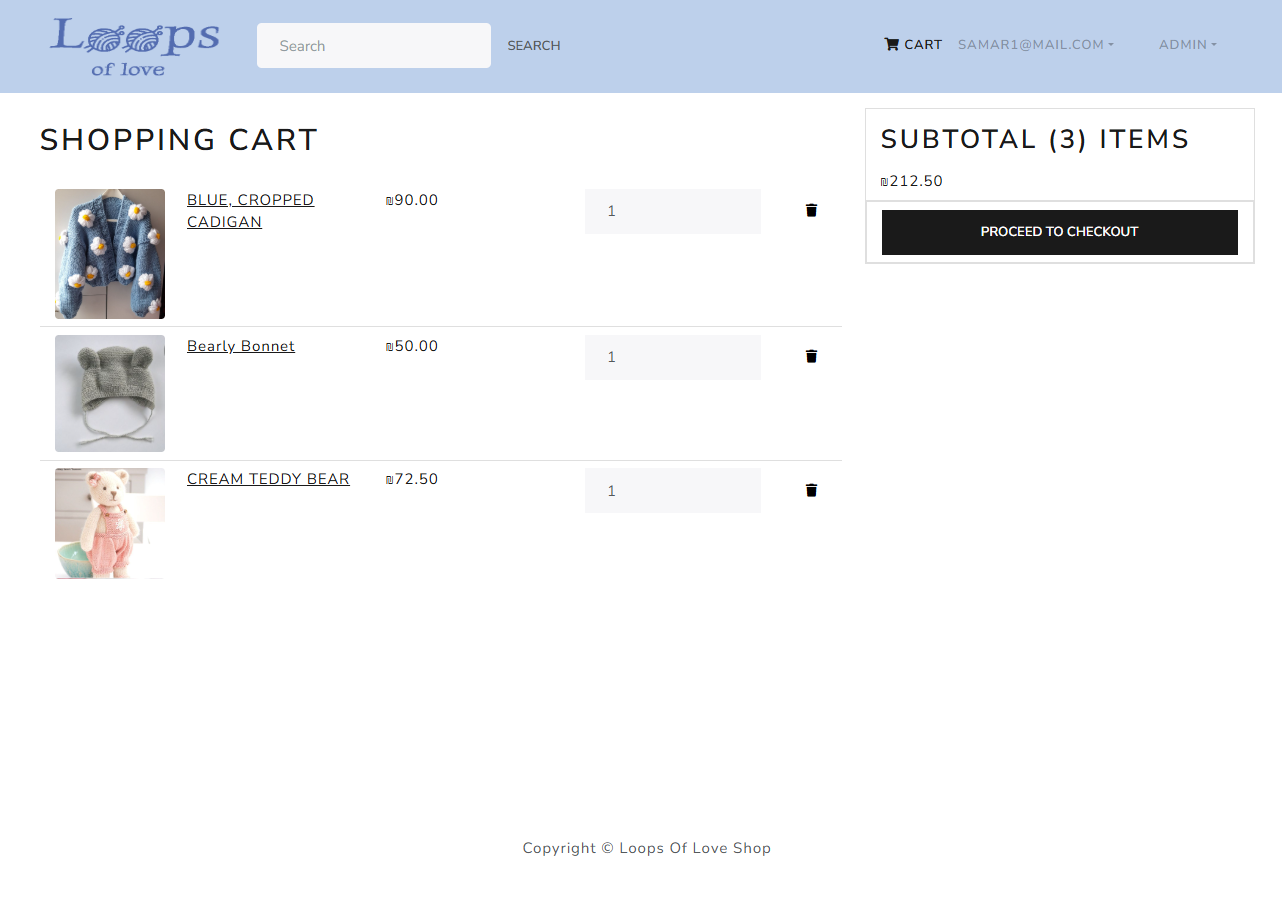 Loops
of love
Search
SEARCH
CART
SAMAR1@MAIL.COM
ADMIN
SHOPPING CART
BLUE, CROPPED
CADIGAN
₪90.00
1
Bearly Bonnet
₪50.00
1
CREAM TEDDY BEAR
₪72.50
1
SUBTOTAL (3) ITEMS
₪212.50
PROCEED TO CHECKOUT
Copyright © Loops Of Love Shop